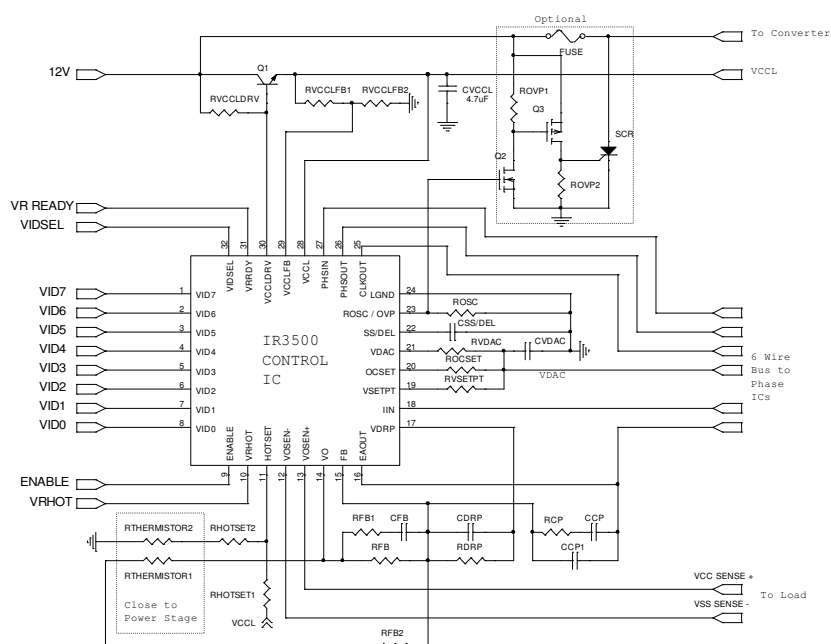 Optional
To Converter
FUSE
12V
Q1
VCCL
RVCCLDRV
RVCCLFB1
RVCCLFB2
CVCCL
4.7uF
ROVP1
Q3
SCR
Q2
ROVP2
VR READY
VIDSEL
32
31
30
29
28
27
26
25
VIDSEL
VRRDY
VCCLDRV
VCCLFB
VCCL
PHSIN
PHSOUT
CLKOUT
VID7
1
VID7
LGND
24
VID6
2
VID6
ROSC / OVP
23
ROSC
VID5
3
VID5
SS/DEL
22
CSS/DEL
VID4
4
VID4
VDAC
21
RVDAC
CVDAC
VID3
5
VID3
OCSET
20
ROCSET
VDAC
VID2
6
VID2
VSETPT
19
RVSETPT
VID1
7
VID1
IIN
18
VID0
8
VID0
VDRP
17
IR3500
CONTROL
IC
6 Wire
Bus to
Phase
ICs
ENABLE
VRHOT
HOTSET
VOSEN-
VOSEN+
VO
FB
EAOUT
9
10
11
12
13
14
15
16
ENABLE
VRHOT
RTHERMISTOR2
RHOTSET2
RFB1
CFB
CDRP
RCP
CCP
RFB
RDRP
CCP1
RTHERMISTOR1
RHOTSET1
Close to
Power Stage
VCCL
VCC SENSE +
To Load
VSS SENSE -
RFB2